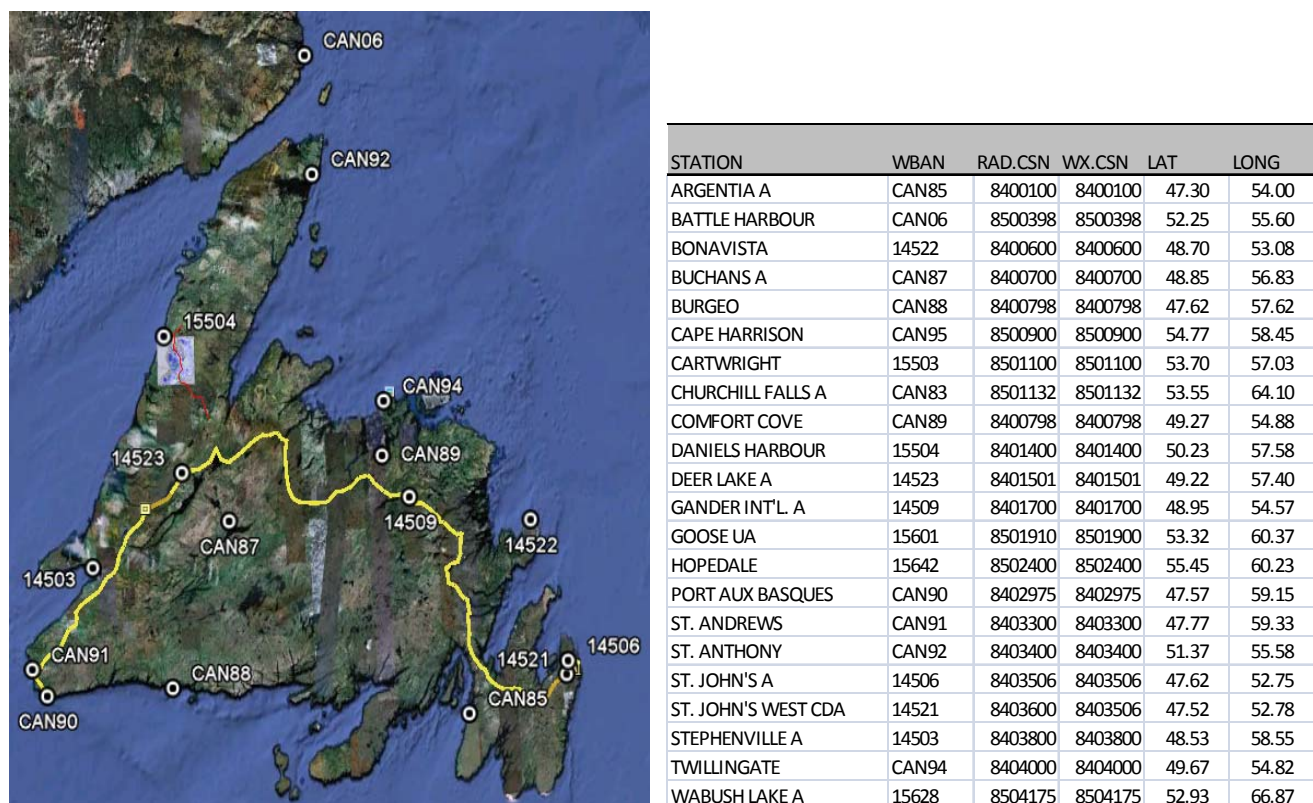 CAN06
CAN92
15504
CAN94
14523
CAN89
14509
CAN87
14522
14503
CAN91
14521
14506
CAN88
CAN85
CAN90
STATION WBAN RAD.CSN WX.CSN LAT LONG
ARGENTIA A CAN85 8400100 8400100 47.30 54.00
BATTLE HARBOUR CAN06 8500398 8500398 52.25 55.60
BONAVISTA 14522 8400600 8400600 48.70 53.08
BUCHANS A CAN87 8400700 8400700 48.85 56.83
BURGEO CAN88 8400798 8400798 47.62 57.62
CAPE HARRISON CAN95 8500900 8500900 54.77 58.45
CARTWRIGHT 15503 8501100 8501100 53.70 57.03
CHURCHILL FALLS A CAN83 8501132 8501132 53.55 64.10
COMFORT COVE CAN89 8400798 8400798 49.27 54.88
DANIELS HARBOUR 15504 8401400 8401400 50.23 57.58
DEER LAKE A 14523 8401501 8401501 49.22 57.40
GANDER INT'L. A 14509 8401700 8401700 48.95 54.57
GOOSE UA 15601 8501910 8501900 53.32 60.37
HOPEDALE 15642 8502400 8502400 55.45 60.23
PORT AUX BASQUES CAN90 8402975 8402975 47.57 59.15
ST. ANDREWS CAN91 8403300 8403300 47.77 59.33
ST. ANTHONY CAN92 8403400 8403400 51.37 55.58
ST. JOHN'S A 14506 8403506 8403506 47.62 52.75
ST. JOHN'S WEST CDA 14521 8403600 8403506 47.52 52.78
STEPHENVILLE A 14503 8403800 8403800 48.53 58.55
TWILLINGATE CAN94 8404000 8404000 49.67 54.82
WABUSH LAKE A 15628 8504175 8504175 52.93 66.87